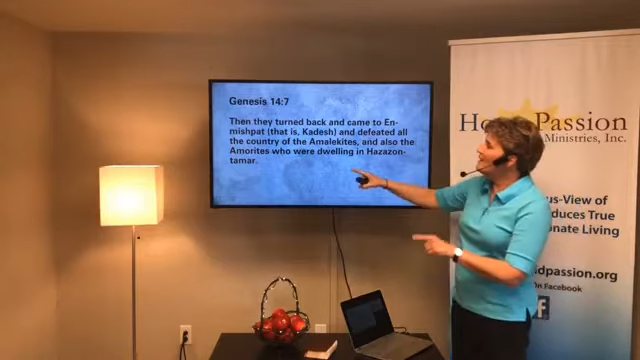 Genesis 14:7
Then they turned back and came to En-
mishpat (that is, Kadesh) and defeated all
the country of the Amalekites, and also the
Amorites who were dwelling in Hazazon-
tamar.
Passion
Ministries, Inc.
us-View of
duces True
onate Living
dpassion.org
On Facebook
f